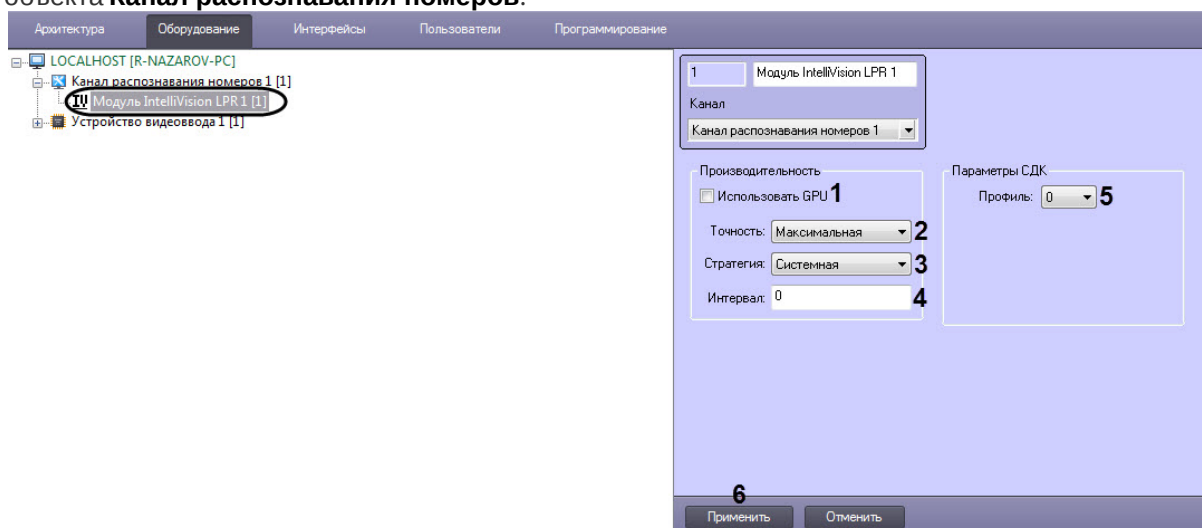 объекта Канал распознавания номеров.
Архитектура Оборудование Интерфейсы Пользователи Программирование
LOCALHOST [R-NAZAROV-PC]
Канал распознавания номеров 1 [1]
Модуль IntelliVision LPR 1 [1]
Устройство видеоввода 1 [1]
1 Модуль IntelliVision LPR 1
Канал
Канал распознавания номеров 1
Производительность
Использовать GPU 1
Точность: Максимальная 2
Стратегия: Системная 3
Интервал: 0 4
Параметры СДК
Профиль: 0 5
6
Применить Отменить